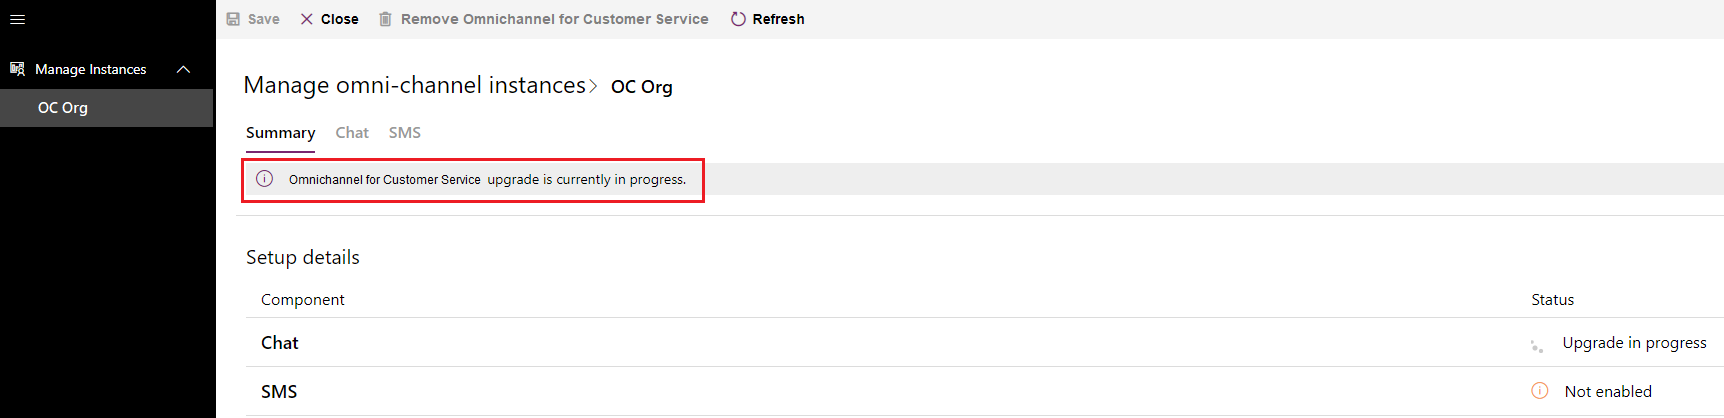 Save Close Remove Omnichannel for Customer Service Refresh
Manage Instances
OC Org
Manage omni-channel instances OC Org
Summary Chat SMS
Omnichannel for Customer Service upgrade is currently in progress.
Setup details
Component Status
Chat Upgrade in progress
SMS Not enabled